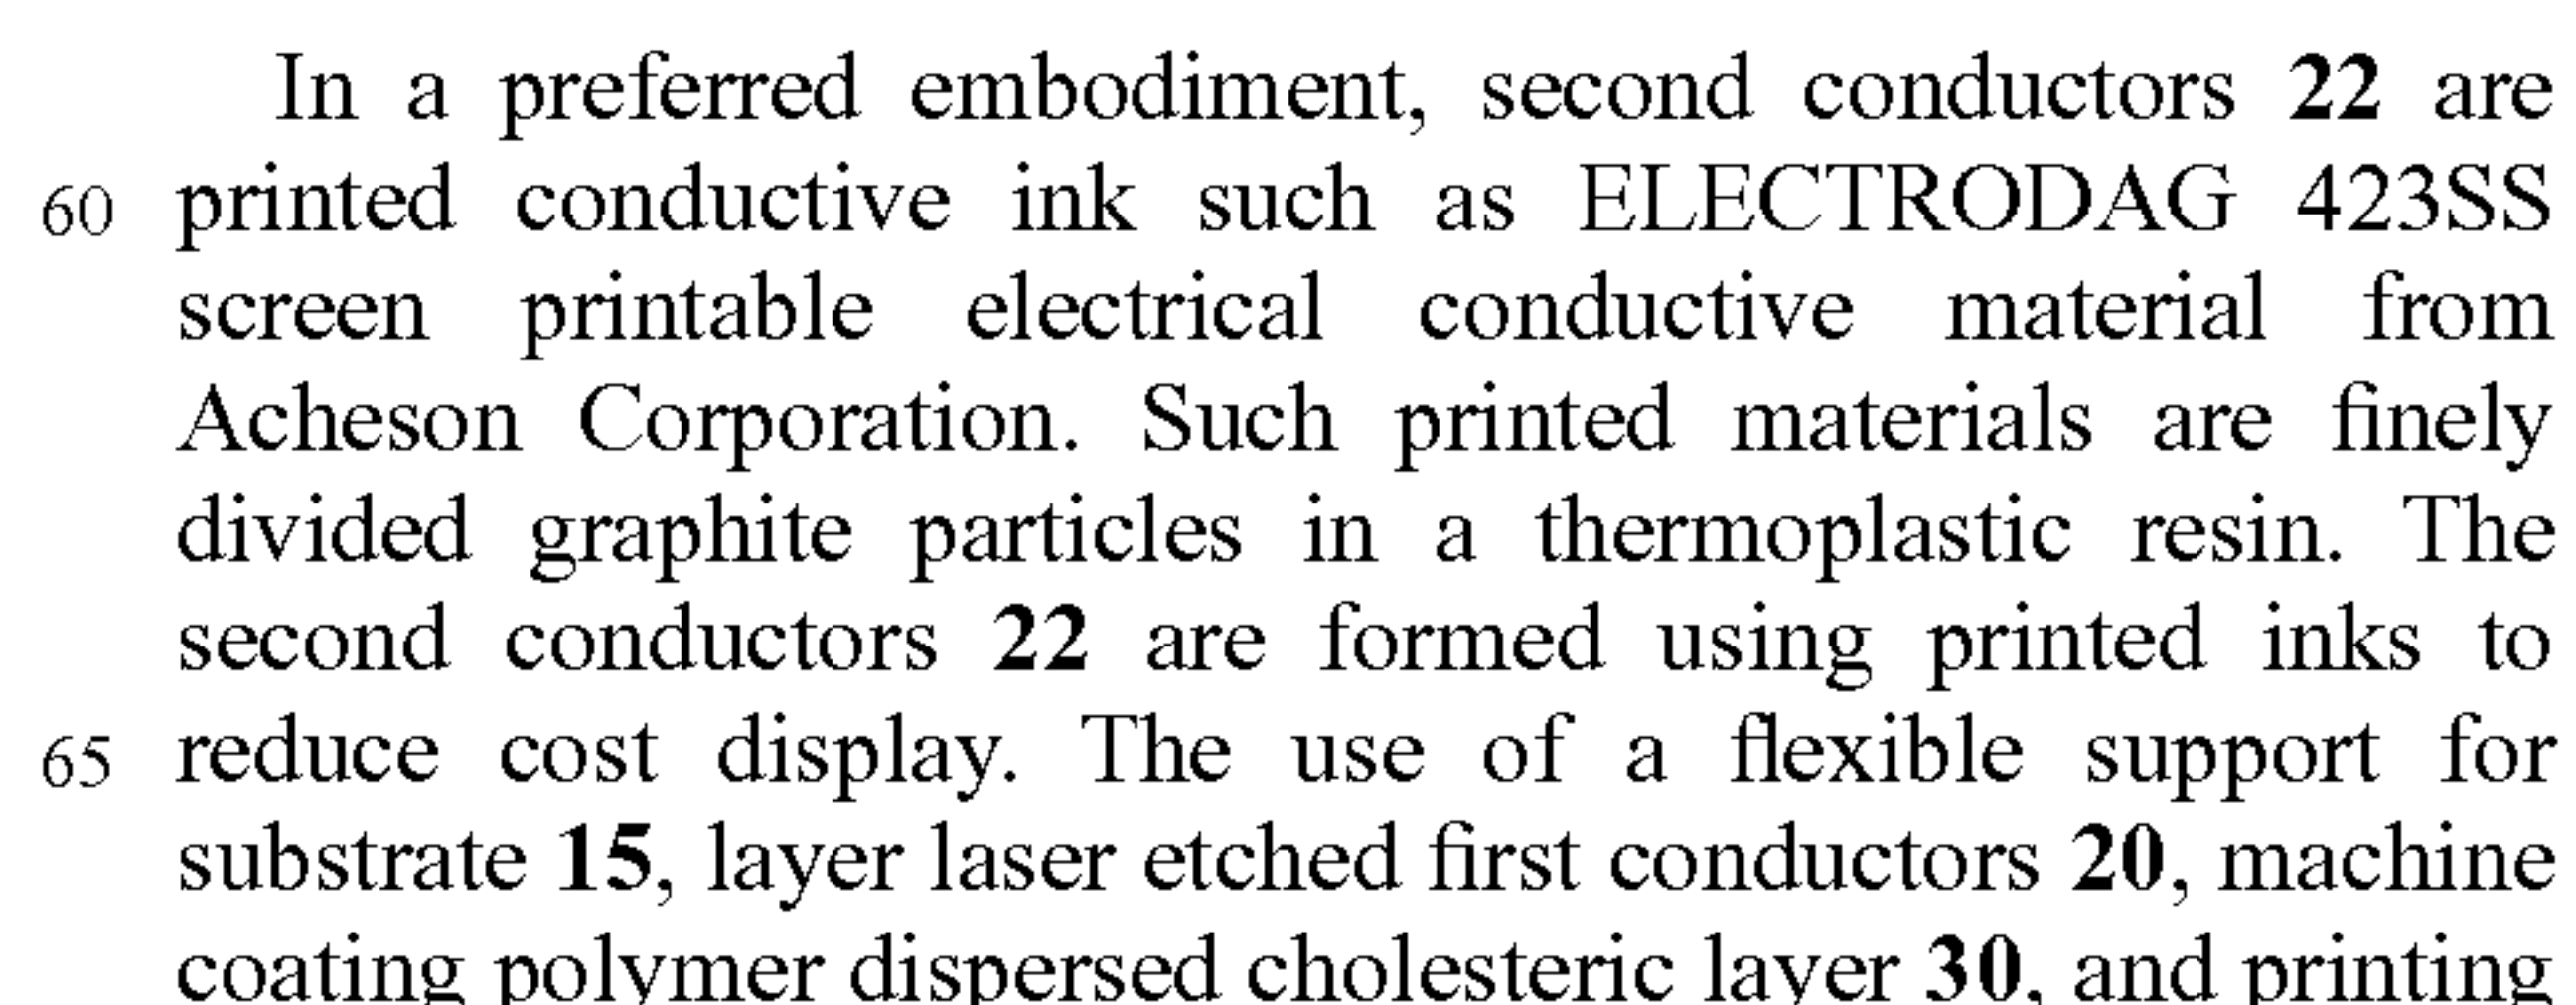 In a preferred embodiment, second conductors 22 are
60 printed conductive ink such as ELECTRODAG 423SS
screen printable electrical conductive material from
Acheson Corporation. Such printed materials are finely
divided graphite particles in a thermoplastic resin. The
second conductors 22 are formed using printed inks to
65 reduce cost display. The use of a flexible support for
substrate 15, layer laser etched first conductors 20, machine
coating polymer dispersed cholesteric layer 30, and printing